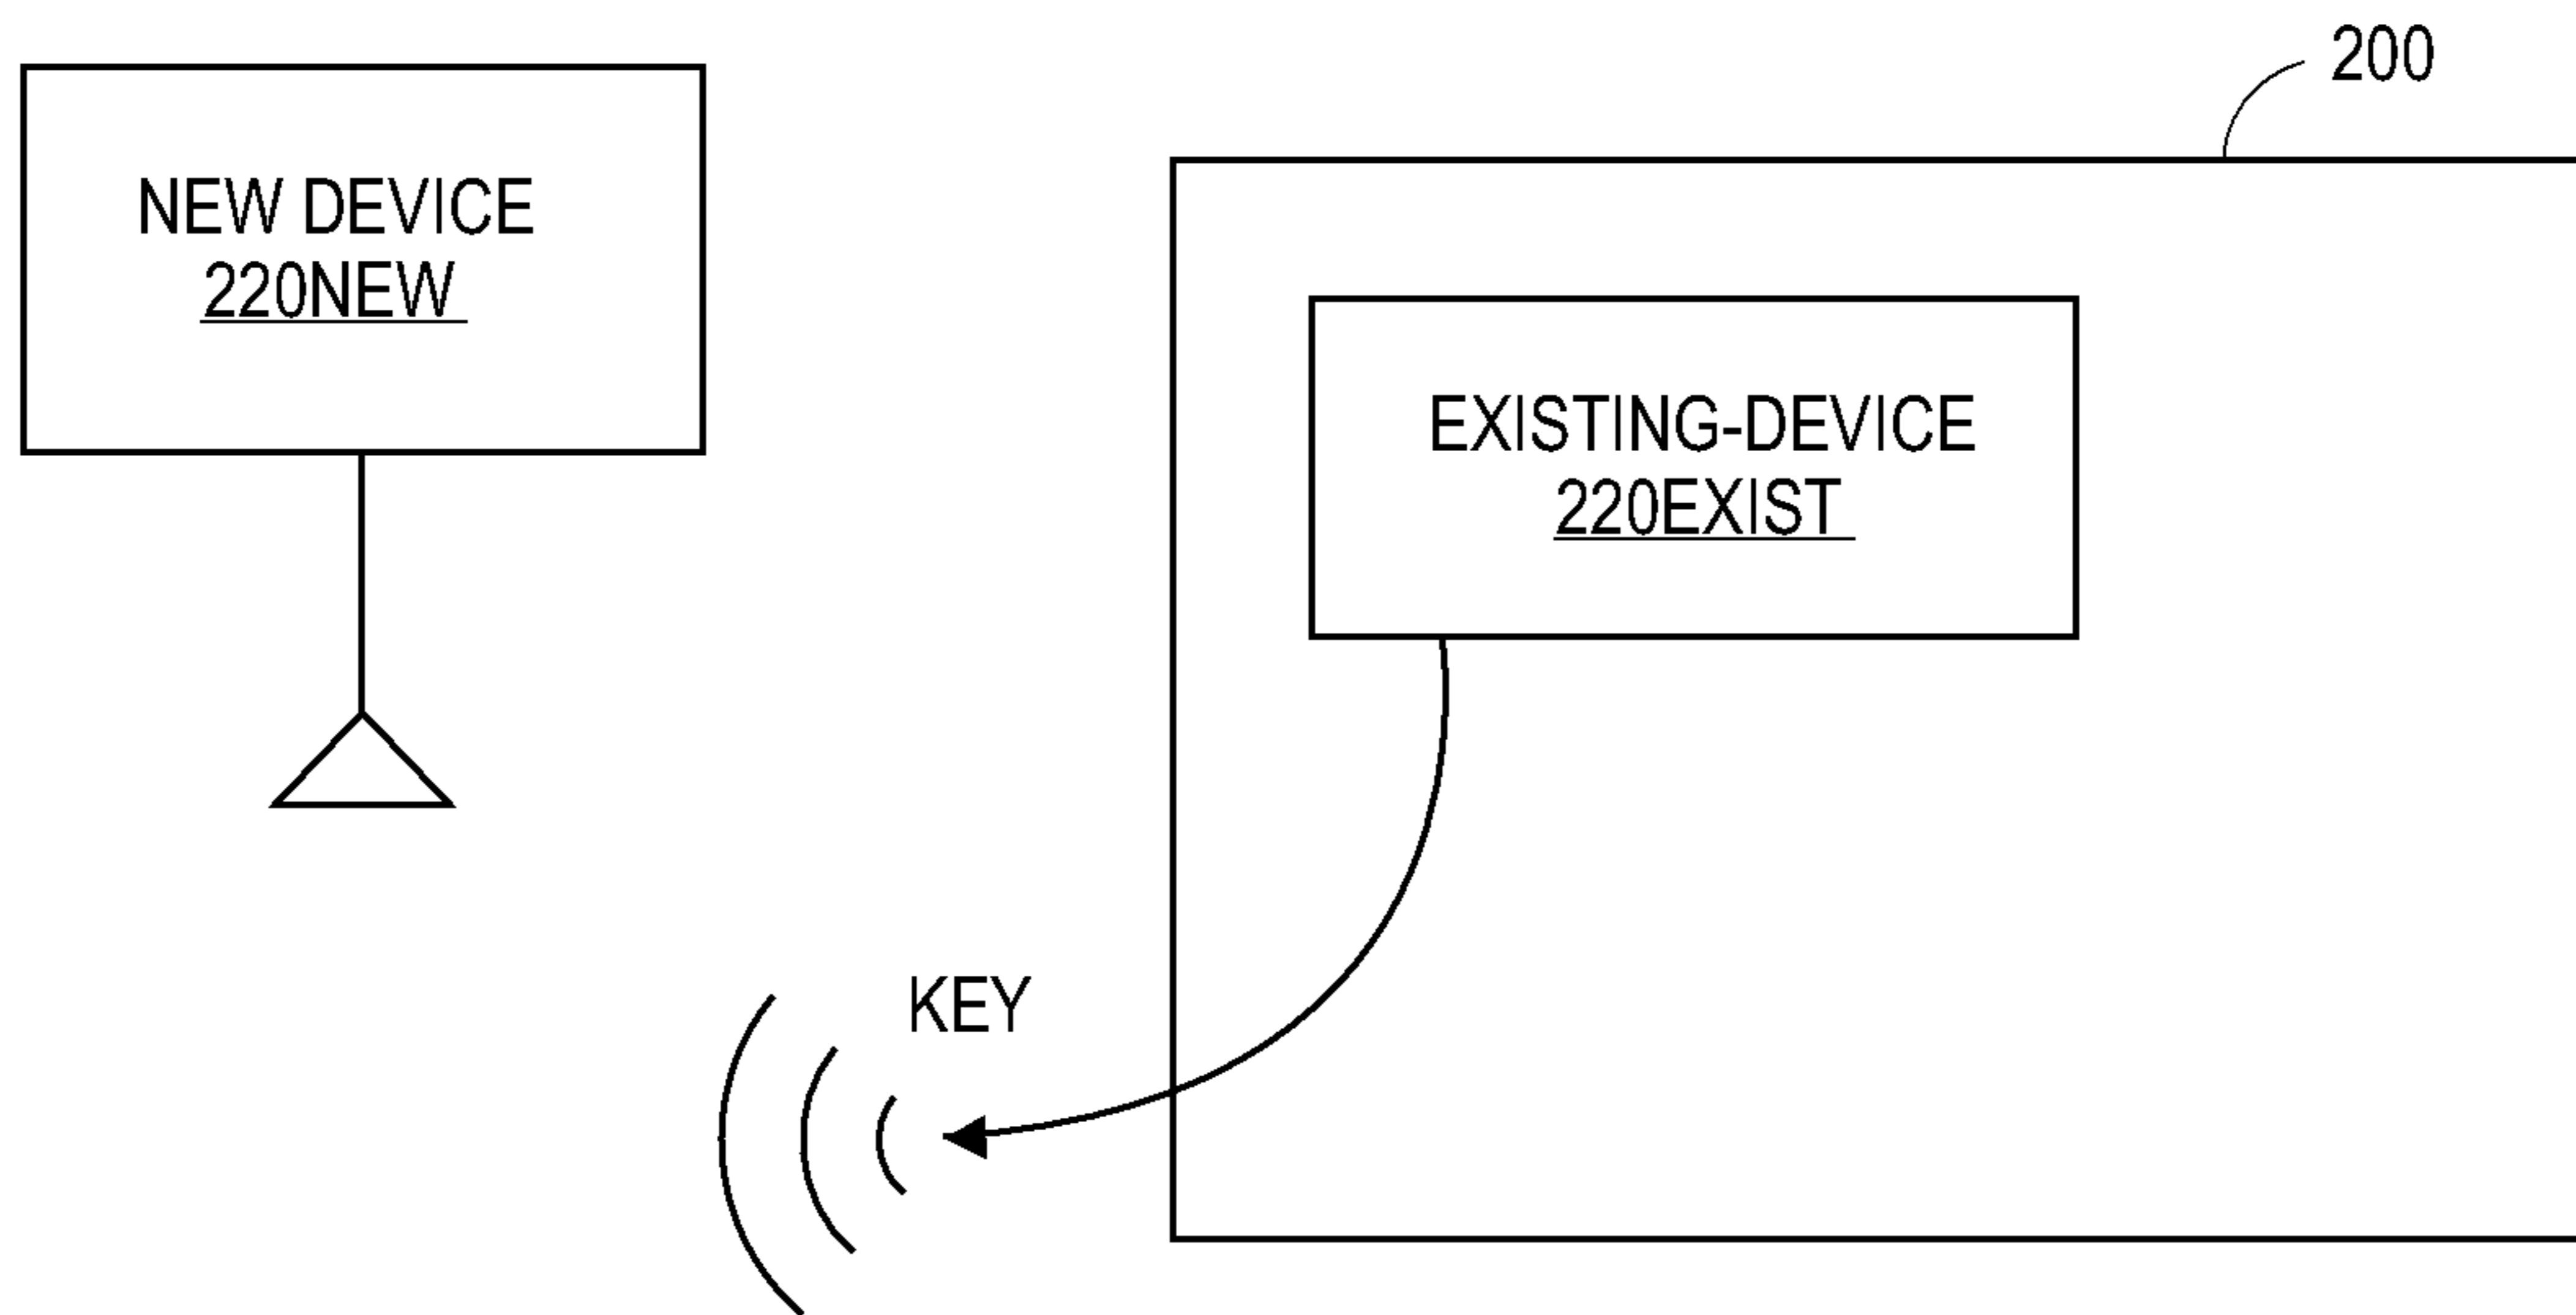 200
NEW DEVICE
220NEW
EXISTING-DEVICE
220EXIST
KEY